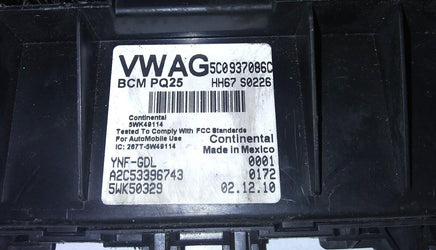 VWAG 5C0937086C
BCM PQ25 HH67 S0226
Continental
5WK49114
Tested To Comply With FCC Standards
For AutoMobile Use
IC: 267T-5W49114
Continental
Made in Mexico
YNF-GDL 0001
A2C53396743 0172
5WK50329 02.12.10